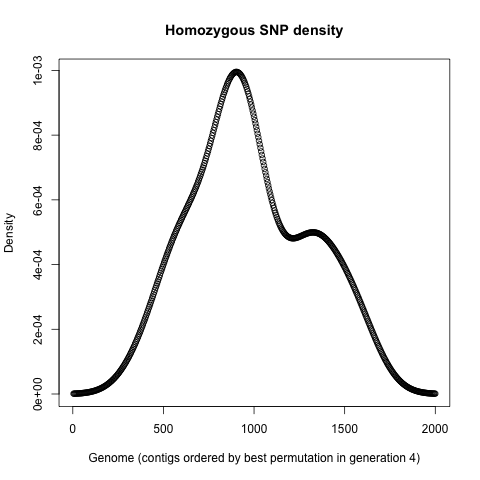 Homozygous SNP density
1e-03
8e-04
6e-04
4e-04
2e-04
0e+00
Density
0 500 1000 1500 2000
Genome (contigs ordered by best permutation in generation 4)